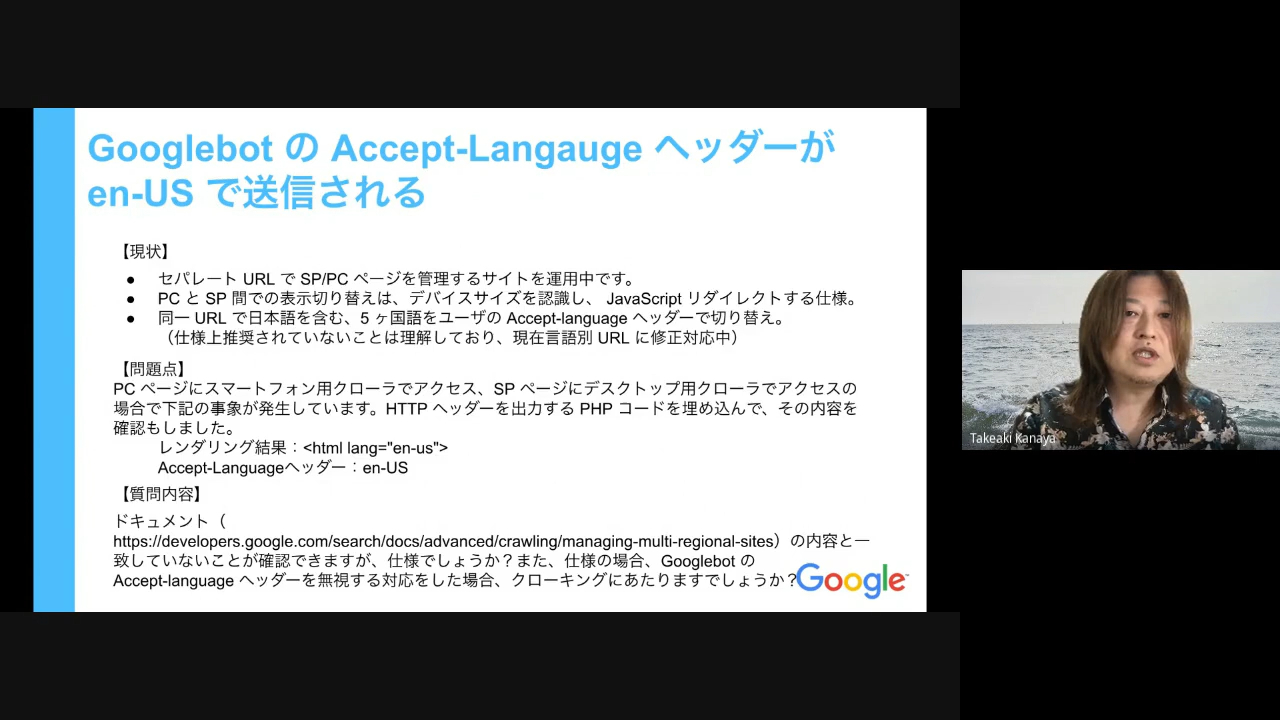 Googlebot の Accept-Langauge ヘッダーが
en-US で送信される
【現状】
● セパレート URL で SP/PC ページを管理するサイトを運用中です。
● PC と SP 間での表示切り替えは、デバイスサイズを認識し、 JavaScript リダイレクトする仕様。
● 同一 URL で日本語を含む、5 ヶ国語をユーザの Accept-language ヘッダーで切り替え。
（仕様上推奨されていないことは理解しており、現在言語別 URL に修正対応中）
【問題点】
PC ページにスマートフォン用クローラでアクセス、SP ページにデスクトップ用クローラでアクセスの
場合で下記の事象が発生しています。HTTP ヘッダーを出力する PHP コードを埋め込んで、その内容を
確認もしました。
レンダリング結果：<html lang="en-us">
Accept-Languageヘッダー：en-US
【質問内容】
ドキュメント（
https://developers.google.com/search/docs/advanced/crawling/managing-multi-regional-sites）の内容と一
致していないことが確認できますが、仕様でしょうか？また、仕様の場合、Googlebot の
Accept-language ヘッダーを無視する対応をした場合、クローキングにあたりますでしょうか？
Google
Takeaki Kanaya